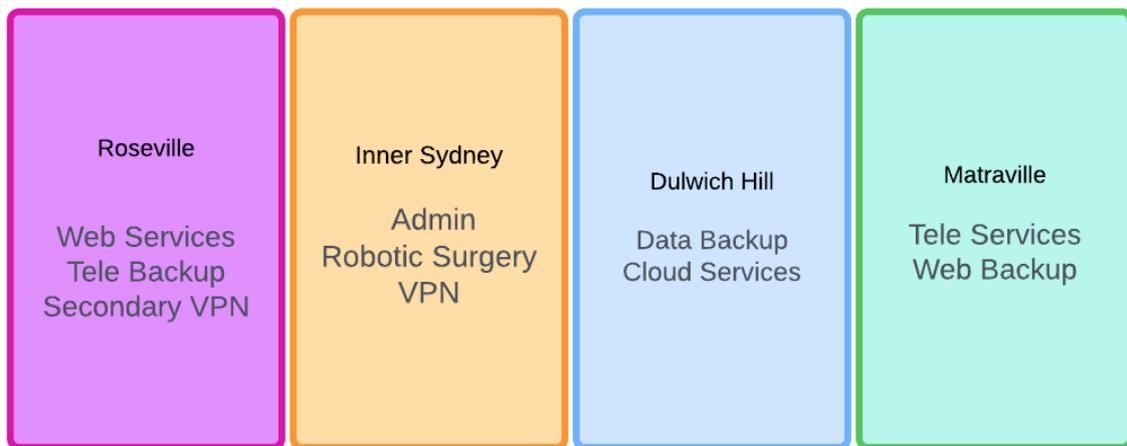 Roseville
Web Services
Tele Backup
Secondary VPN
Inner Sydney
Admin
Robotic Surgery
VPN
Dulwich Hill
Data Backup
Cloud Services
Matraville
Tele Services
Web Backup